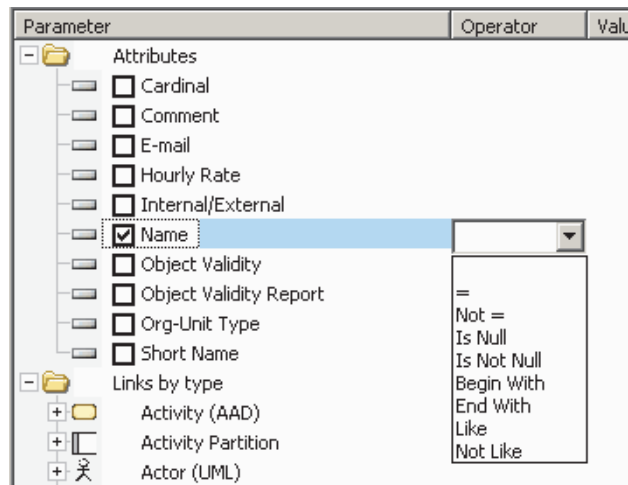 Parameter Operator Valu
Attributes
Cardinal
Comment
E-mail
Hourly Rate
Internal/External
Name
Object Validity
Object Validity Report =
Not =
Org-Unit Type
Is Null
Short Name Is Not Null
Links by type Begin With
End With
Activity (AAD)
Like
Activity Partition Not Like
Actor (UML)